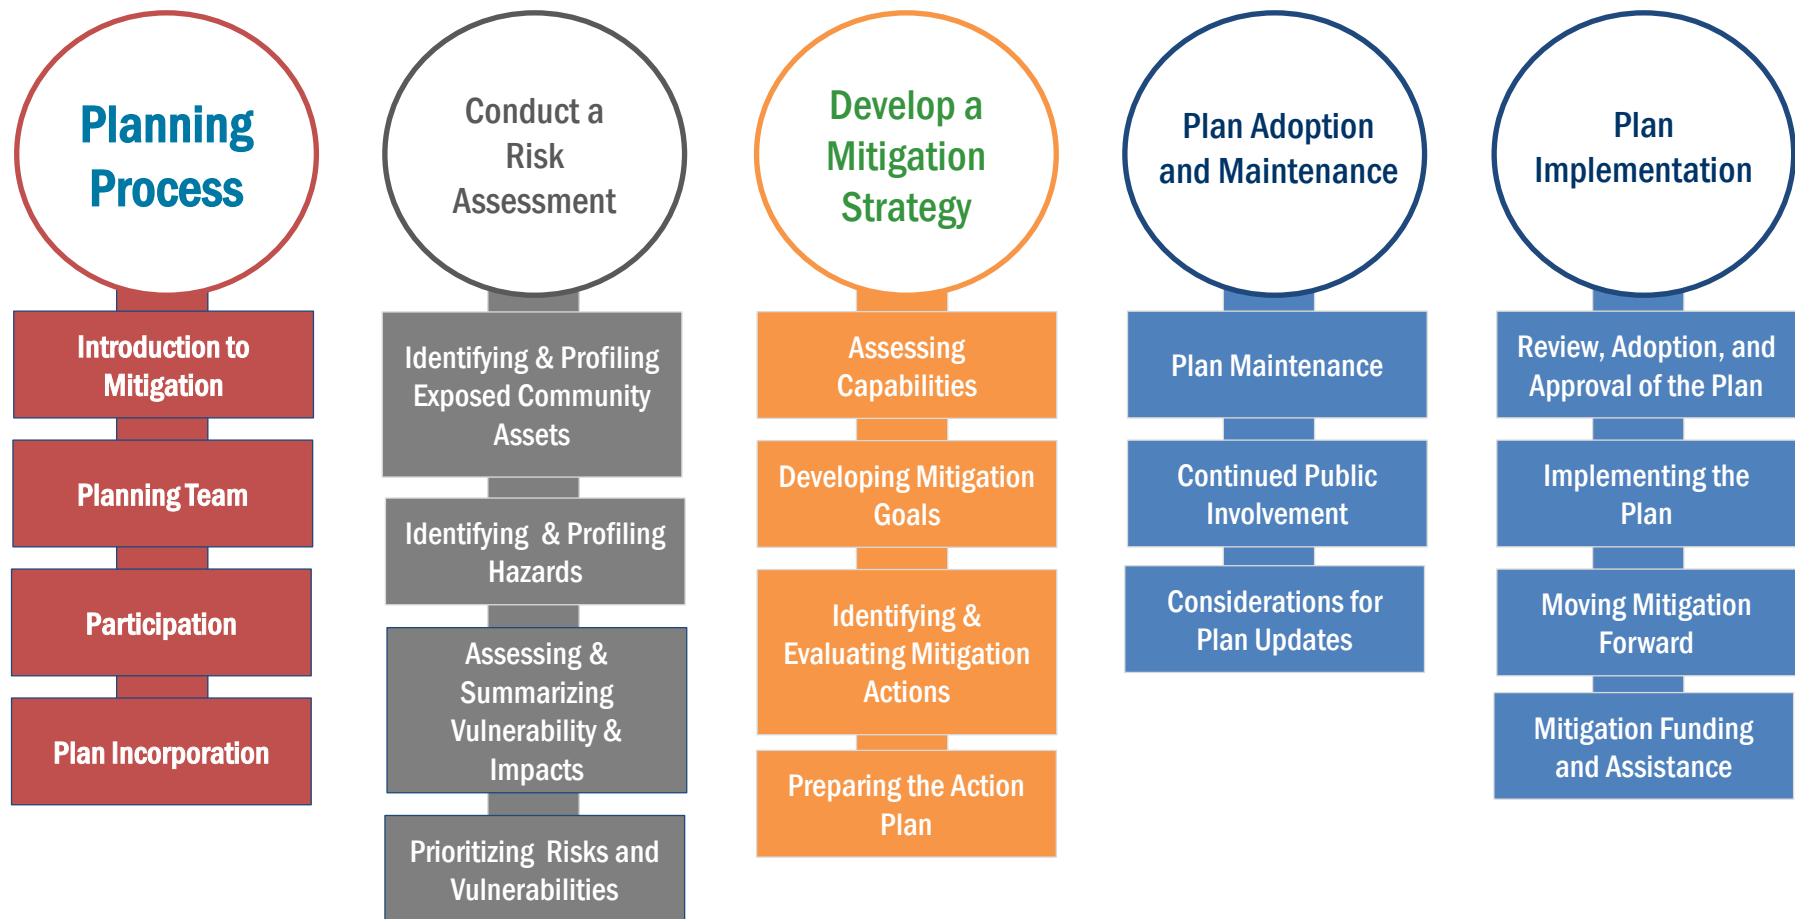 Planning
Process
Introduction to
Mitigation
Planning Team
Participation
Plan Incorporation
Conduct a
Risk
Assessment
Identifying & Profiling
Exposed Community
Assets
Identifying & Profiling
Hazards
Assessing &
Summarizing
Vulnerability &
Impacts
Prioritizing Risks and
Vulnerabilities
Develop a
Mitigation
Strategy
Assessing
Capabilities
Developing Mitigation
Goals
Identifying &
Evaluating Mitigation
Actions
Preparing the Action
Plan
Plan Adoption
and Maintenance
Plan Maintenance
Continued Public
Involvement
Considerations for
Plan Updates
Plan
Implementation
Review, Adoption, and
Approval of the Plan
Implementing the
Plan
Moving Mitigation
Forward
Mitigation Funding
and Assistance